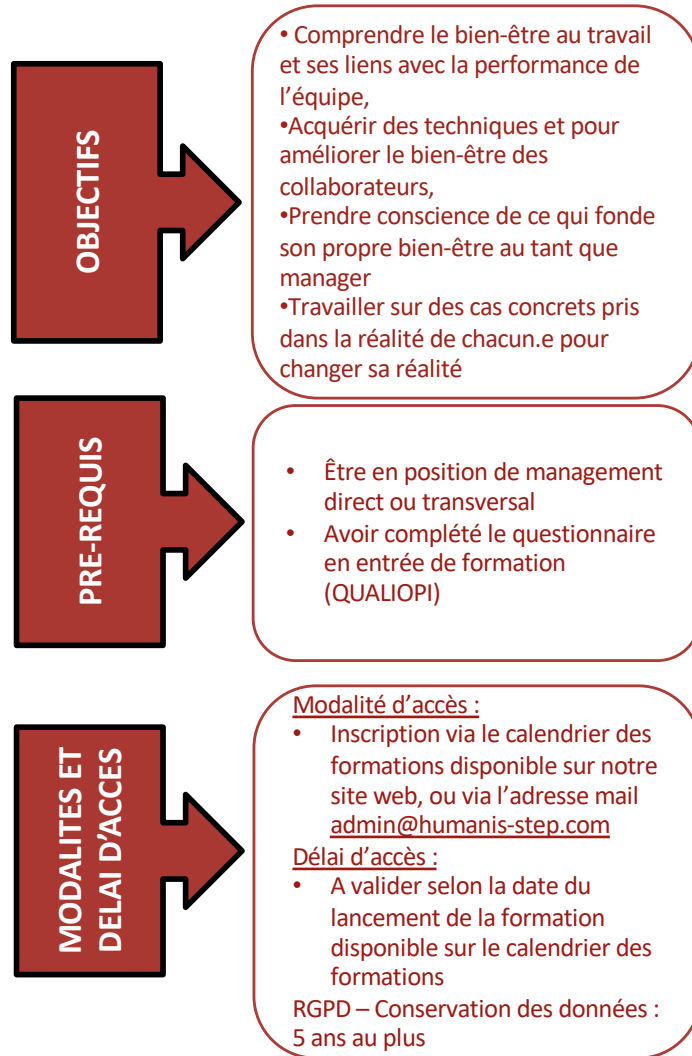 OBJECTIFS
• Comprendre le bien-être au travail
et ses liens avec la performance de
l’équipe,
•Acquérir des techniques et pour
améliorer le bien-être des
collaborateurs,
•Prendre conscience de ce qui fonde
son propre bien-être au tant que
manager
•Travailler sur des cas concrets pris
dans la réalité de chacun.e pour
changer sa réalité
PRE-REQUIS
• Être en position de management
direct ou transversal
• Avoir complété le questionnaire
en entrée de formation
(QUALIOPI)
MODALITES ET
DELAI D’ACCES
Modalité d’accès :
• Inscription via le calendrier des
formations disponible sur notre
site web, ou via l’adresse mail
admin@humanis-step.com
Délai d’accès :
• A valider selon la date du
lancement de la formation
disponible sur le calendrier des
formations
RGPD – Conservation des données :
5 ans au plus